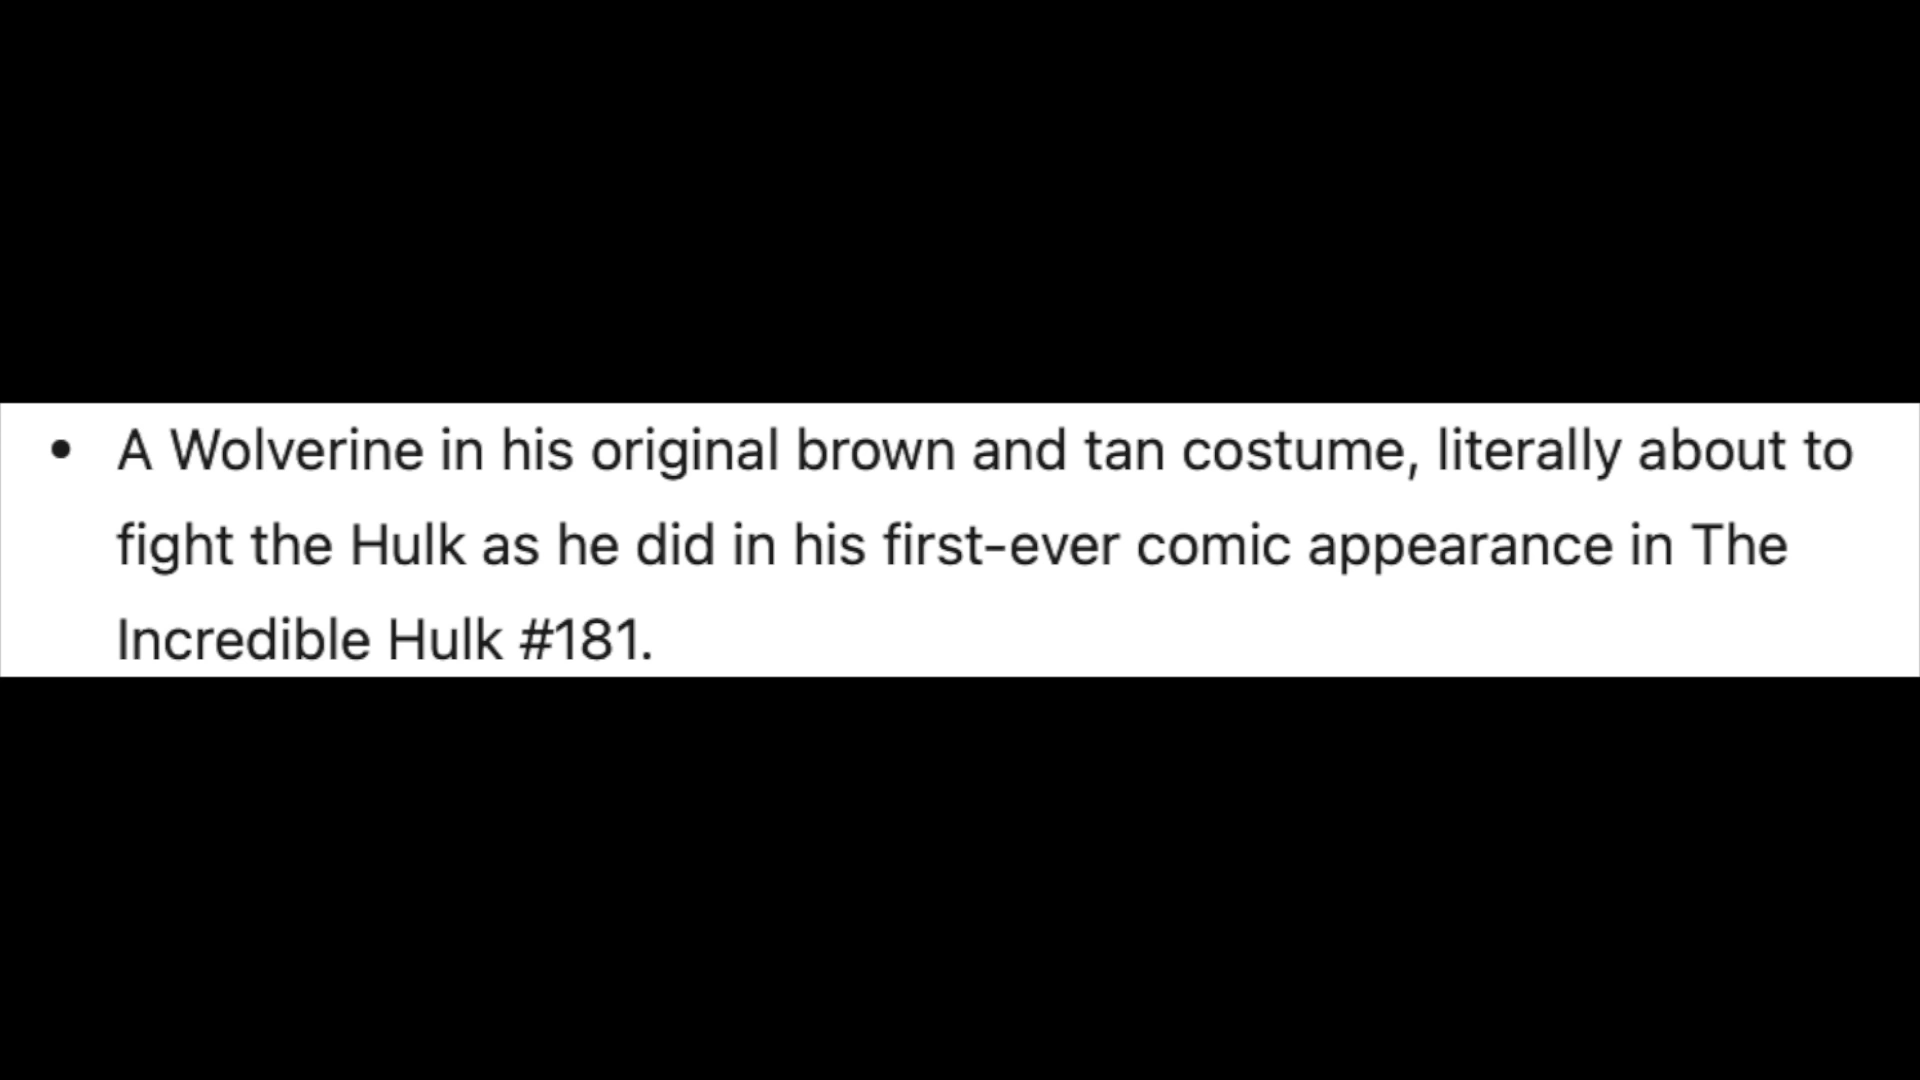 • A Wolverine in his original brown and tan costume, literally about to
fight the Hulk as he did in his first-ever comic appearance in The
Incredible Hulk #181.